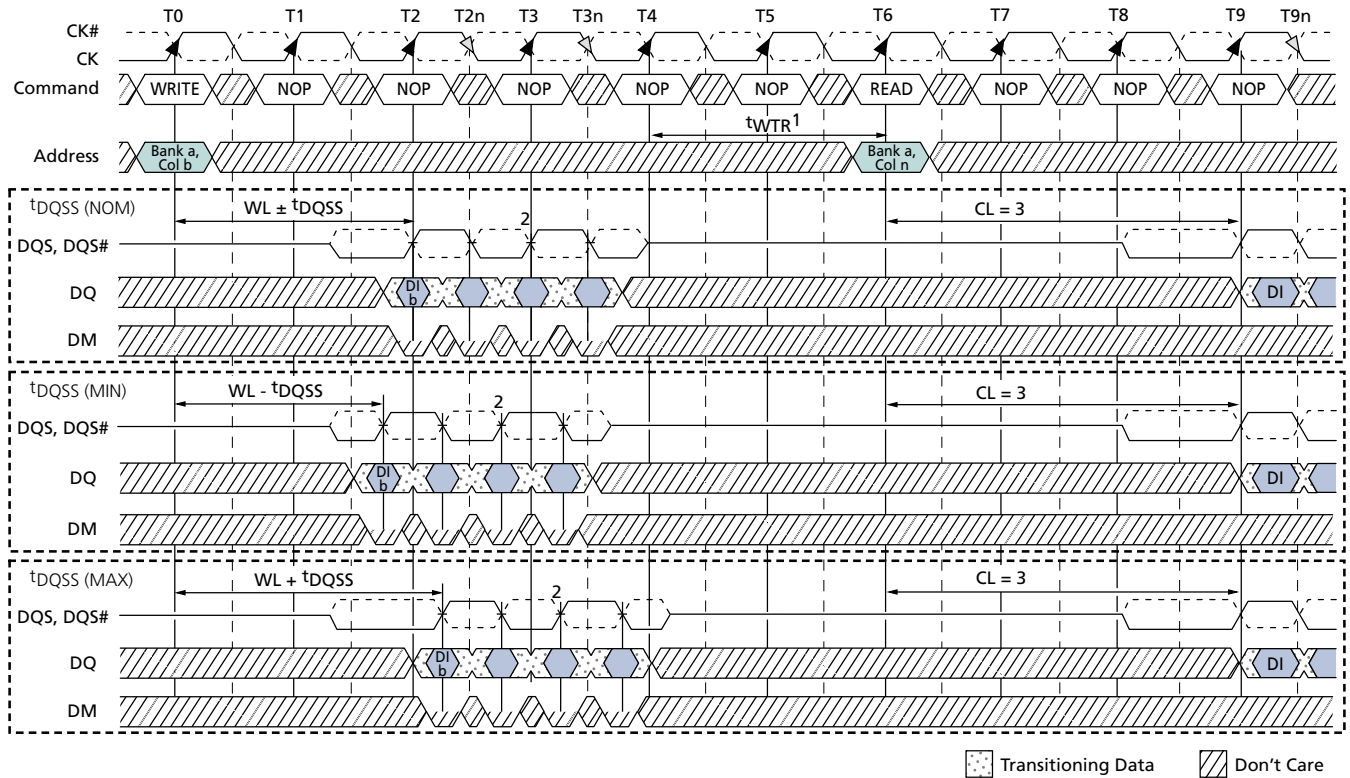 T0 T1 T2 T2n T3 T3n T4 T5 T6 T7 T8 T9 T9n
CK#
CK
Command WRITE NOP NOP NOP NOP NOP READ NOP NOP NOP
tWTR1
Address Bank a, Col b Bank a, Col n
tDQSS (NOM) WL ± tDQSS 2 CL = 3
DQS, DQS#
DQ DI b DI
DM
tDQSS (MIN) WL - tDQSS 2 CL = 3
DQS, DQS#
DQ DI b DI
DM
tDQSS (MAX) WL + tDQSS 2 CL = 3
DQS, DQS#
DQ DI b DI
DM
Transitioning Data Don't Care